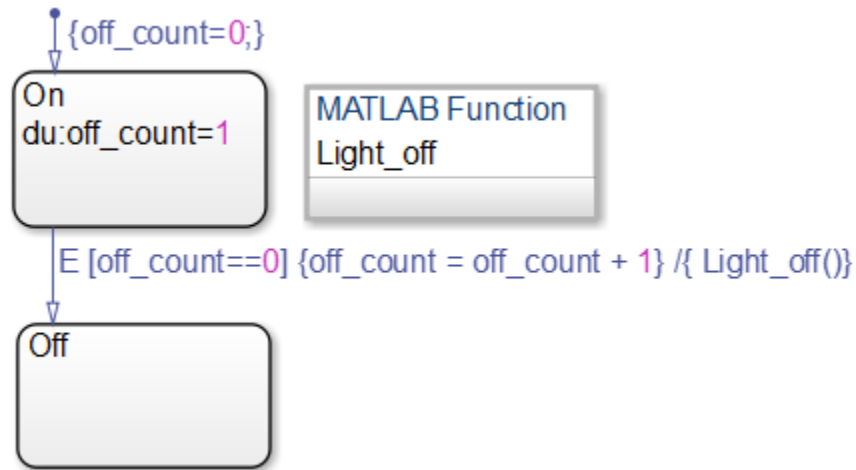 {off_count=0;}
On
du:off_count=1
MATLAB Function
Light_off
E [off_count==0] {off_count = off_count + 1} /{ Light_off()}
Off